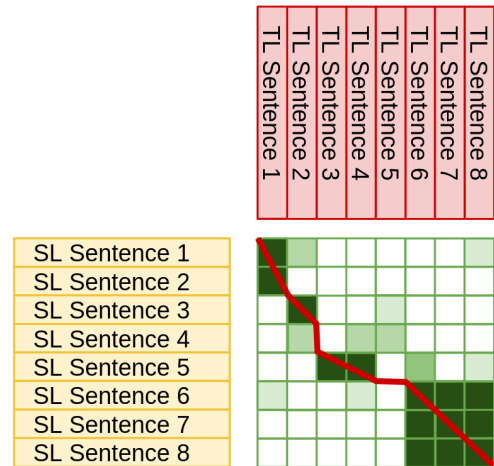 TL Sentence 1
TL Sentence 2
TL Sentence 3
TL Sentence 4
TL Sentence 5
TL Sentence 6
TL Sentence 7
TL Sentence 8
SL Sentence 1
SL Sentence 2
SL Sentence 3
SL Sentence 4
SL Sentence 5
SL Sentence 6
SL Sentence 7
SL Sentence 8